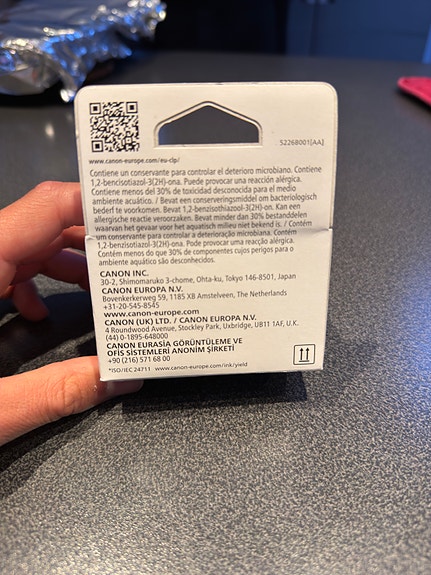 5226B001[AA]
www.canon-europe.com/eu-clp/
Contiene un conservante para controlar el deterioro microbiano. Contiene
1,2-bencisotiazol-3(2H)-ona. Puede provocar una reacción alérgica.
Contiene menos del 30% de toxicidad desconocida para el medio
ambiente acuático. / Bevat een conserveringsmiddel om bacteriologisch
bederf te voorkomen. Bevat 1,2-benzisothiazool-3(2H)-on. Kan een
allergische reactie veroorzaken. Bevat minder dan 30% bestanddelen
waarvan het gevaar voor het aquatisch milieu niet bekend is. / Contém
um conservante para controlar a deterioração microbiana. Contém
1,2-benzisotiazol-3(2H)-ona. Pode provocar uma reacção alérgica.
Contém menos do que 30% de componentes cujos perigos para o
ambiente aquático são desconhecidos.
CANON INC.
30-2, Shimomaruko 3-chome, Ohta-ku, Tokyo 146-8501, Japan
CANON EUROPA N.V.
Bovenkerkerweg 59, 1185 XB Amstelveen, The Netherlands
+31-20-545-8545
www.canon-europe.com
CANON (UK) LTD. / CANON EUROPA N.V.
4 Roundwood Avenue, Stockley Park, Uxbridge, UB11 1AF, U.K.
(44) 0-1895-648000
CANON EURASİA GÖRÜNTÜLEME VE
OFİS SİSTEMLERİ ANONİM ŞİRKETİ
+90 (216) 571 68 00
*ISO/IEC 24711 www.canon-europe.com/ink/yield